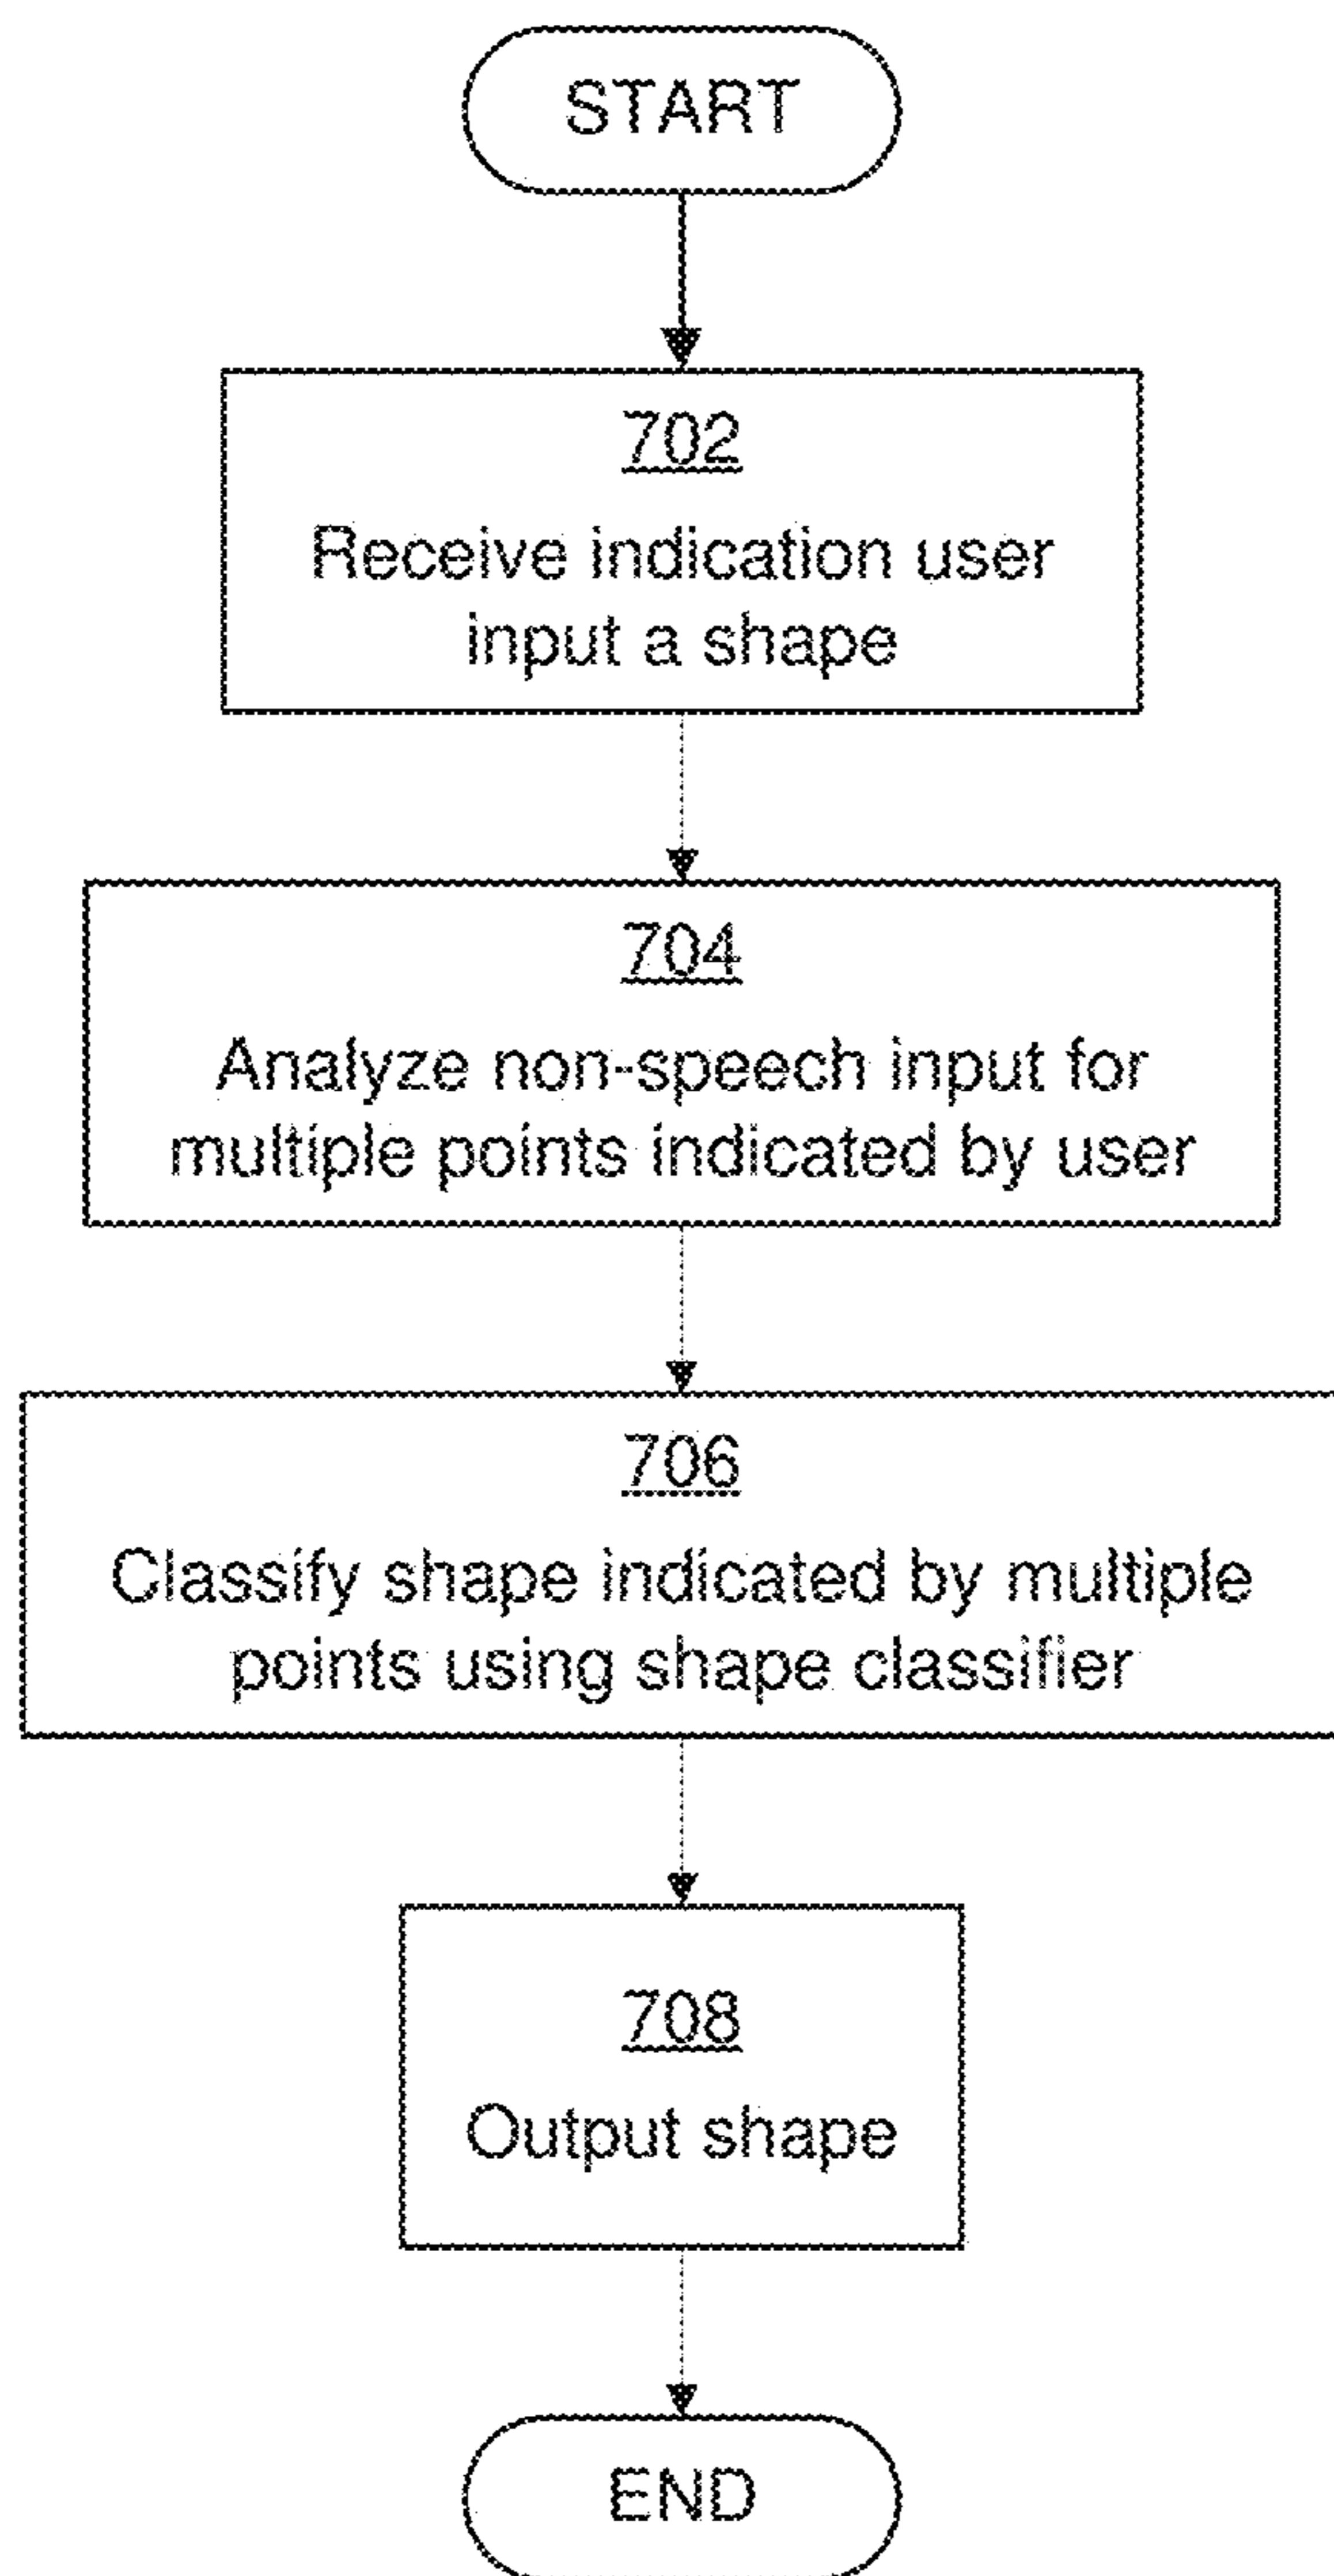 START
702
Receive indication user
input a shape
704
Analyze non-speech input for
multiple points indicated by user
706
Classify shape indicated by multiple
points using shape classifier
708
Output shape
END